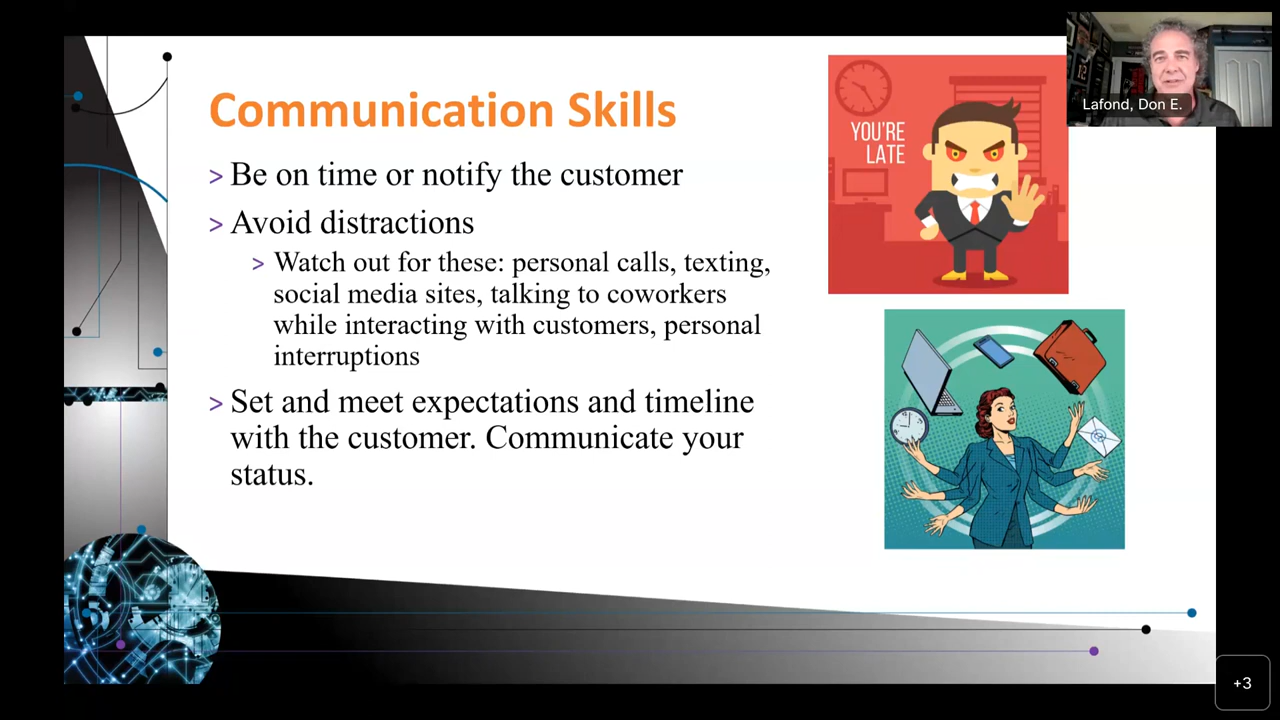 Communication Skills
> Be on time or notify the customer
> Avoid distractions
> Watch out for these: personal calls, texting,
social media sites, talking to coworkers
while interacting with customers, personal
interruptions
> Set and meet expectations and timeline
with the customer. Communicate your
status.
YOU'RE
LATE
Lafond, Don E.
12
+3